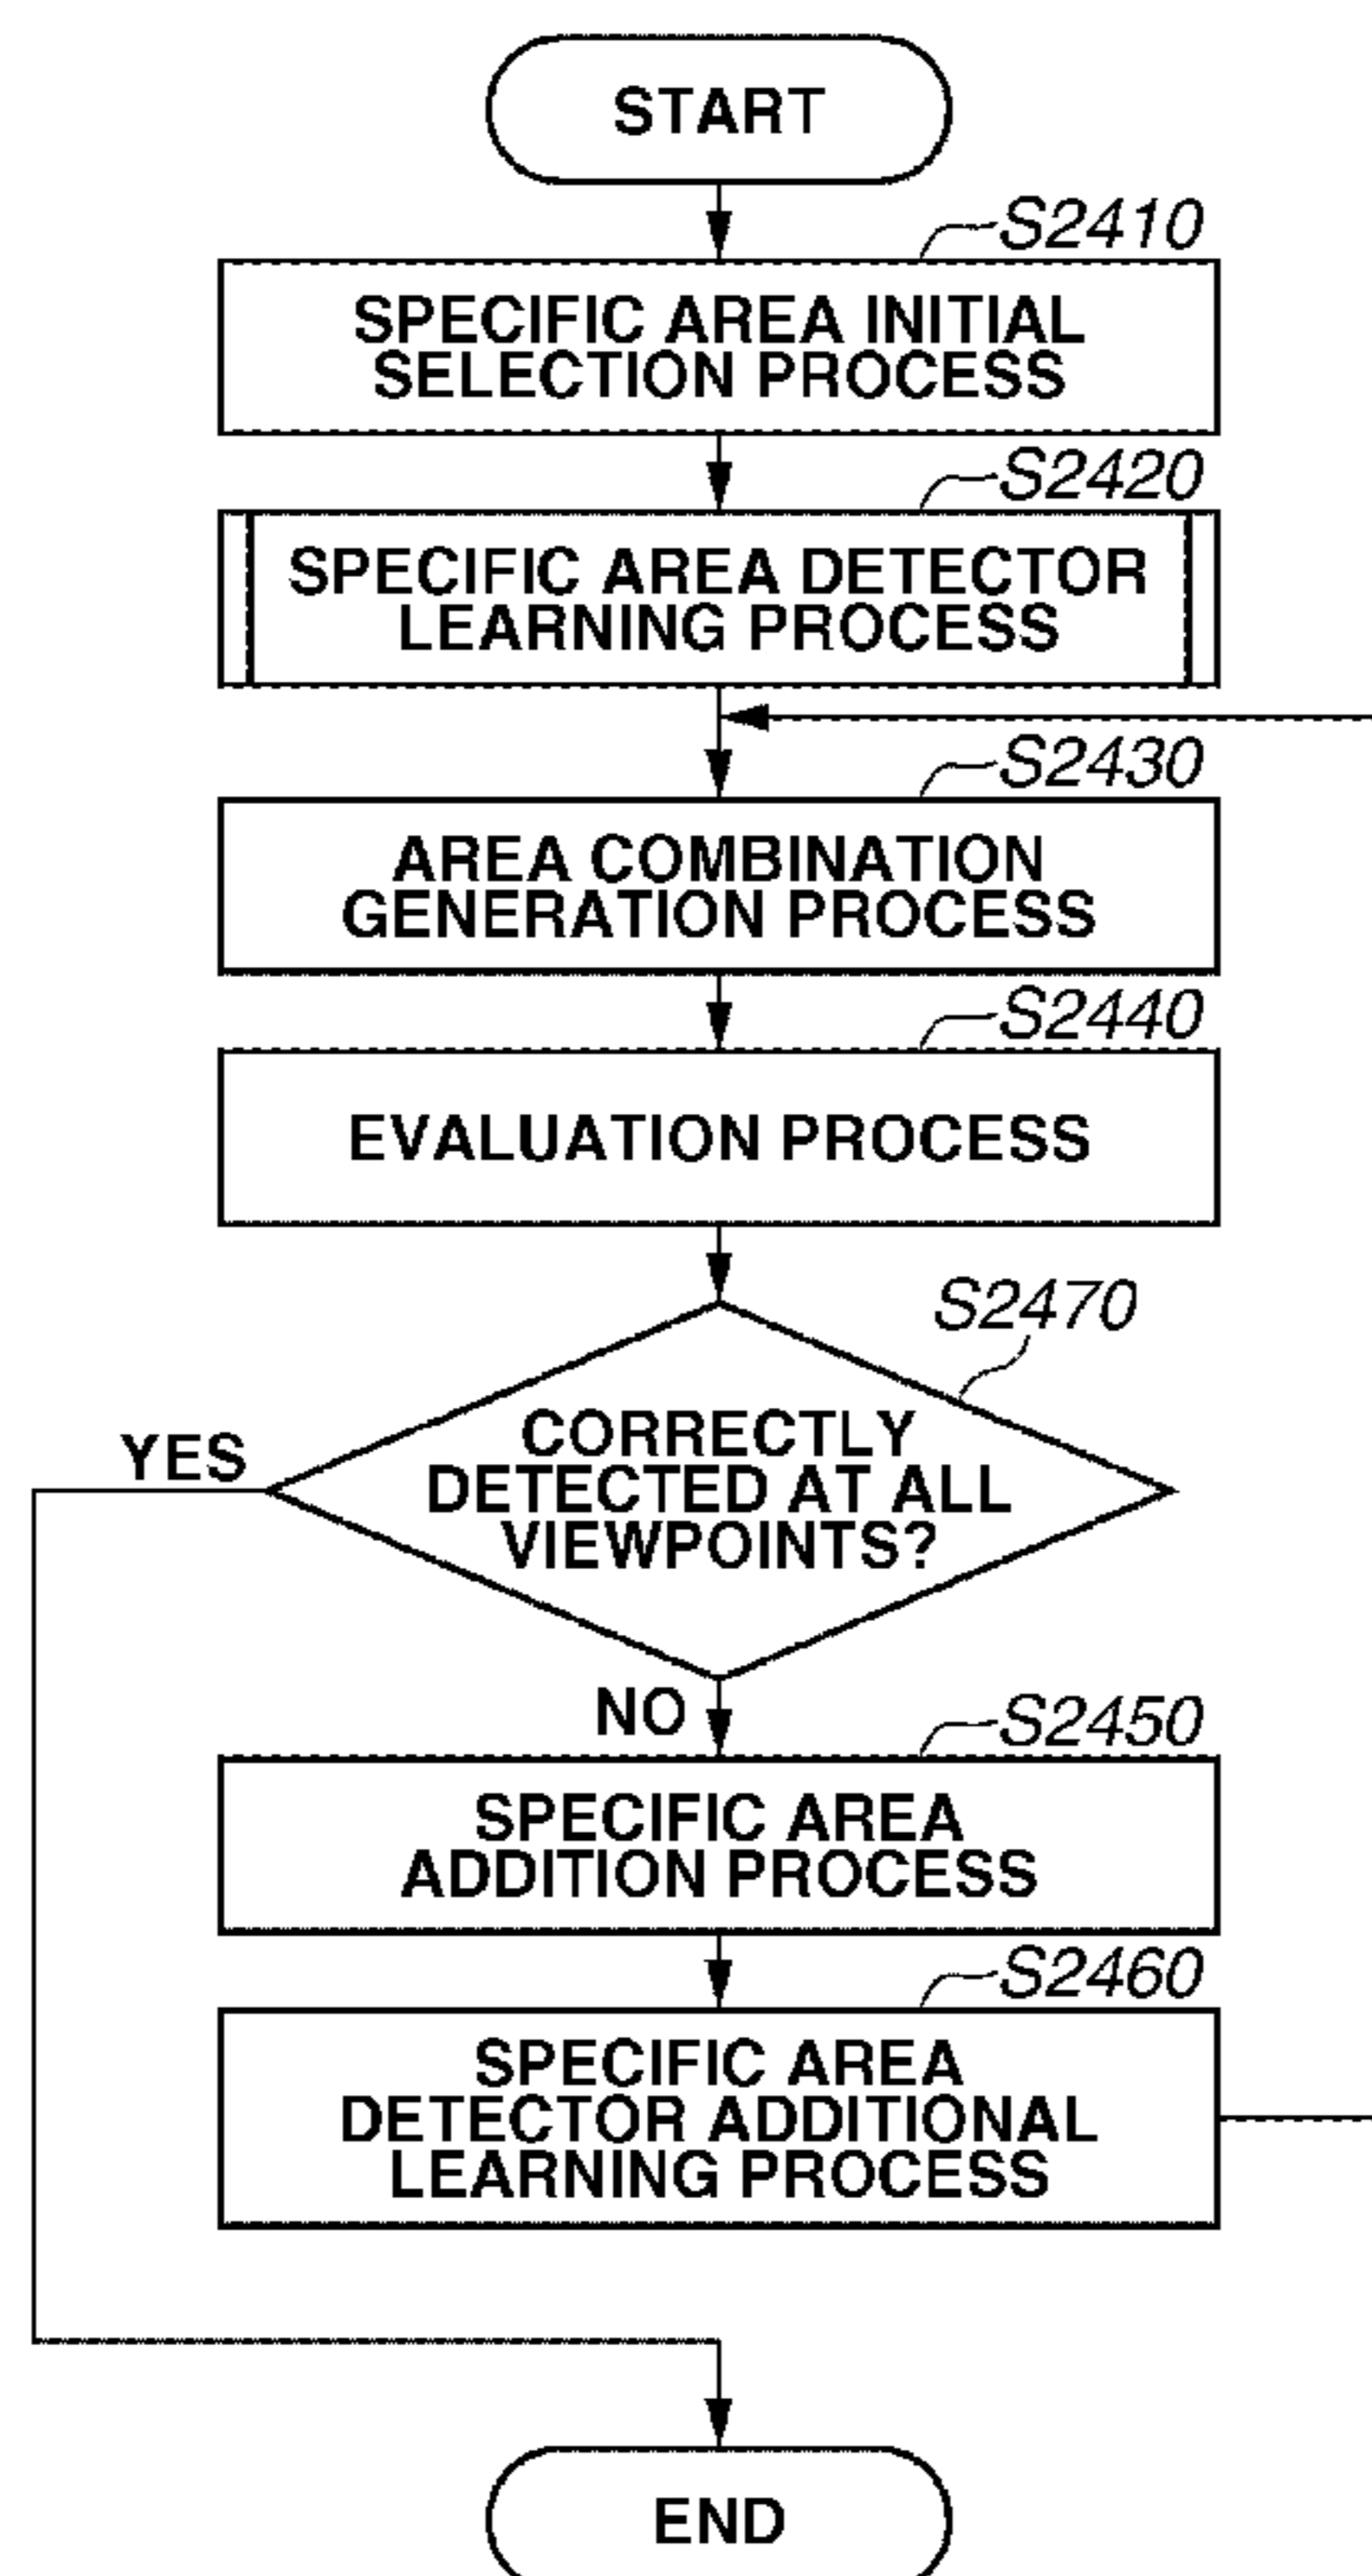 START
S2410
SPECIFIC AREA INITIAL
SELECTION PROCESS
S2420
SPECIFIC AREA DETECTOR
LEARNING PROCESS
S2430
AREA COMBINATION
GENERATION PROCESS
S2440
EVALUATION PROCESS
S2470
CORRECTLY
DETECTED AT ALL
VIEWPOINTS?
YES
NO
S2450
SPECIFIC AREA
ADDITION PROCESS
S2460
SPECIFIC AREA
DETECTOR ADDITIONAL
LEARNING PROCESS
END